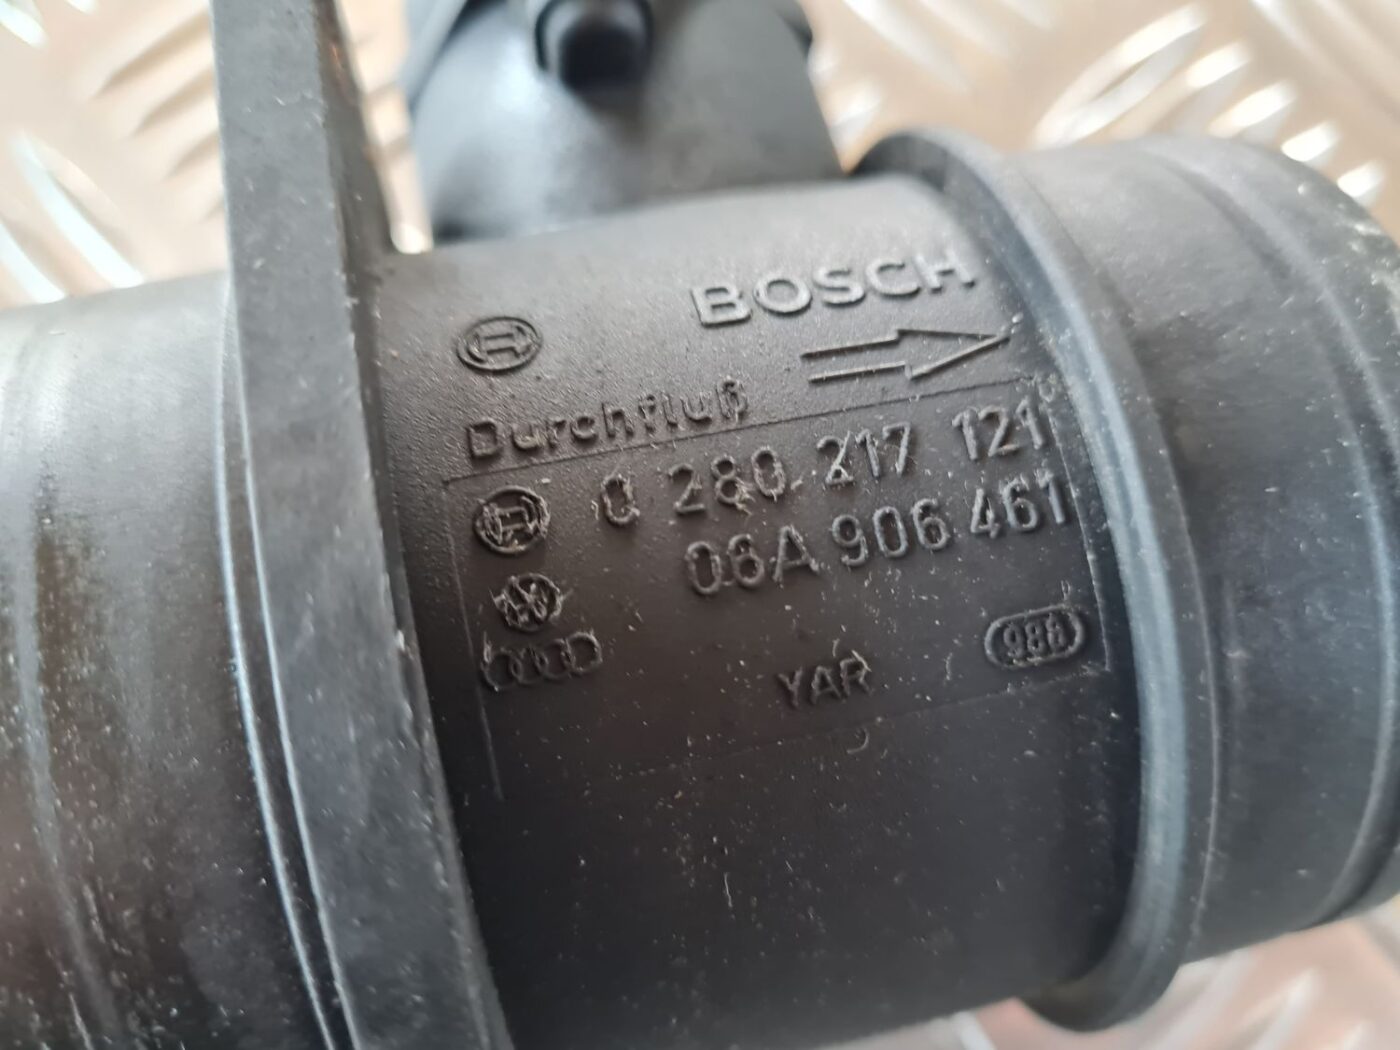 BOSCH
Durchfluß
0 280 217 121
06A 906 461
YAR